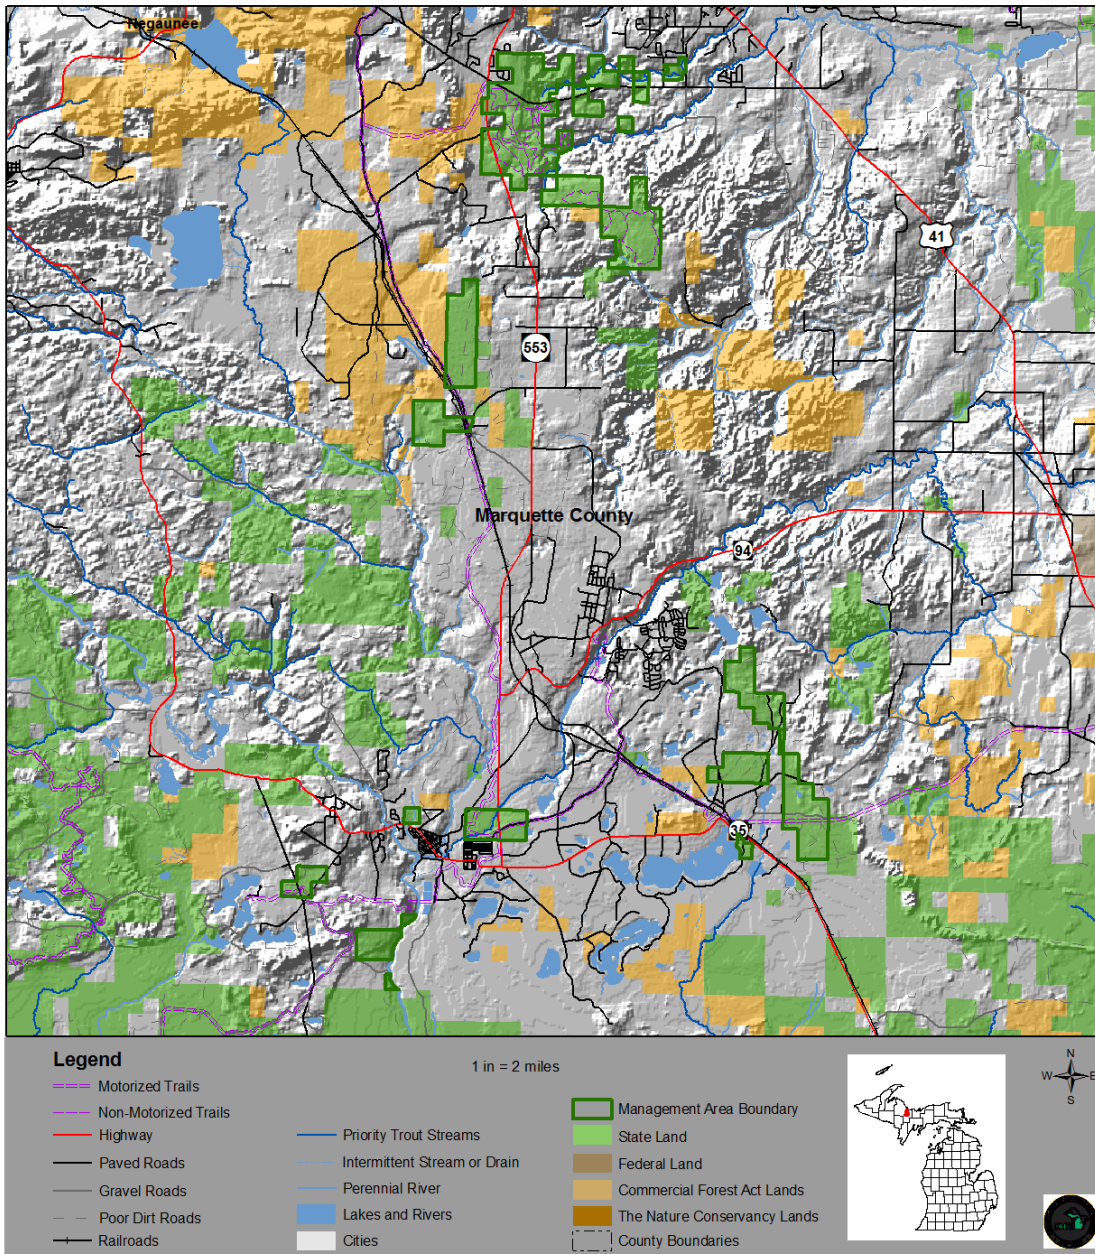 Negaunee
41
553
Marquette County
94
35
Legend
1 in = 2 miles
Motorized Trails
Non-Motorized Trails
Highway
Paved Roads
Gravel Roads
Poor Dirt Roads
Railroads
Priority Trout Streams
Intermittent Stream or Drain
Perennial River
Lakes and Rivers
Cities
Management Area Boundary
State Land
Federal Land
Commercial Forest Act Lands
The Nature Conservancy Lands
County Boundaries
N
W E
S